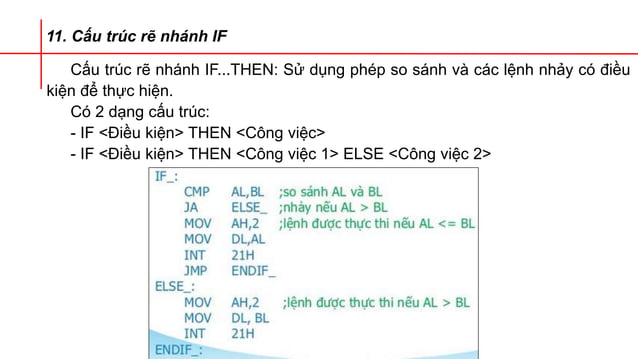 11. Cấu trúc rẽ nhánh IF
Cấu trúc rẽ nhánh IF...THEN: Sử dụng phép so sánh và các lệnh nhảy có điều
kiện để thực hiện.
Có 2 dạng cấu trúc:
- IF <Điều kiện> THEN <Công việc>
- IF <Điều kiện> THEN <Công việc 1> ELSE <Công việc 2>
IF_:
CMP AL,BL ;so sánh AL và BL
JA ELSE_ ;nhảy nếu AL > BL
MOV AH,2 ;lệnh được thực thi nếu AL <= BL
MOV DL,AL
INT 21H
JMP ENDIF_
ELSE_:
MOV AH,2 ;lệnh được thực thi nếu AL > BL
MOV DL, BL
INT 21H
ENDIF_: